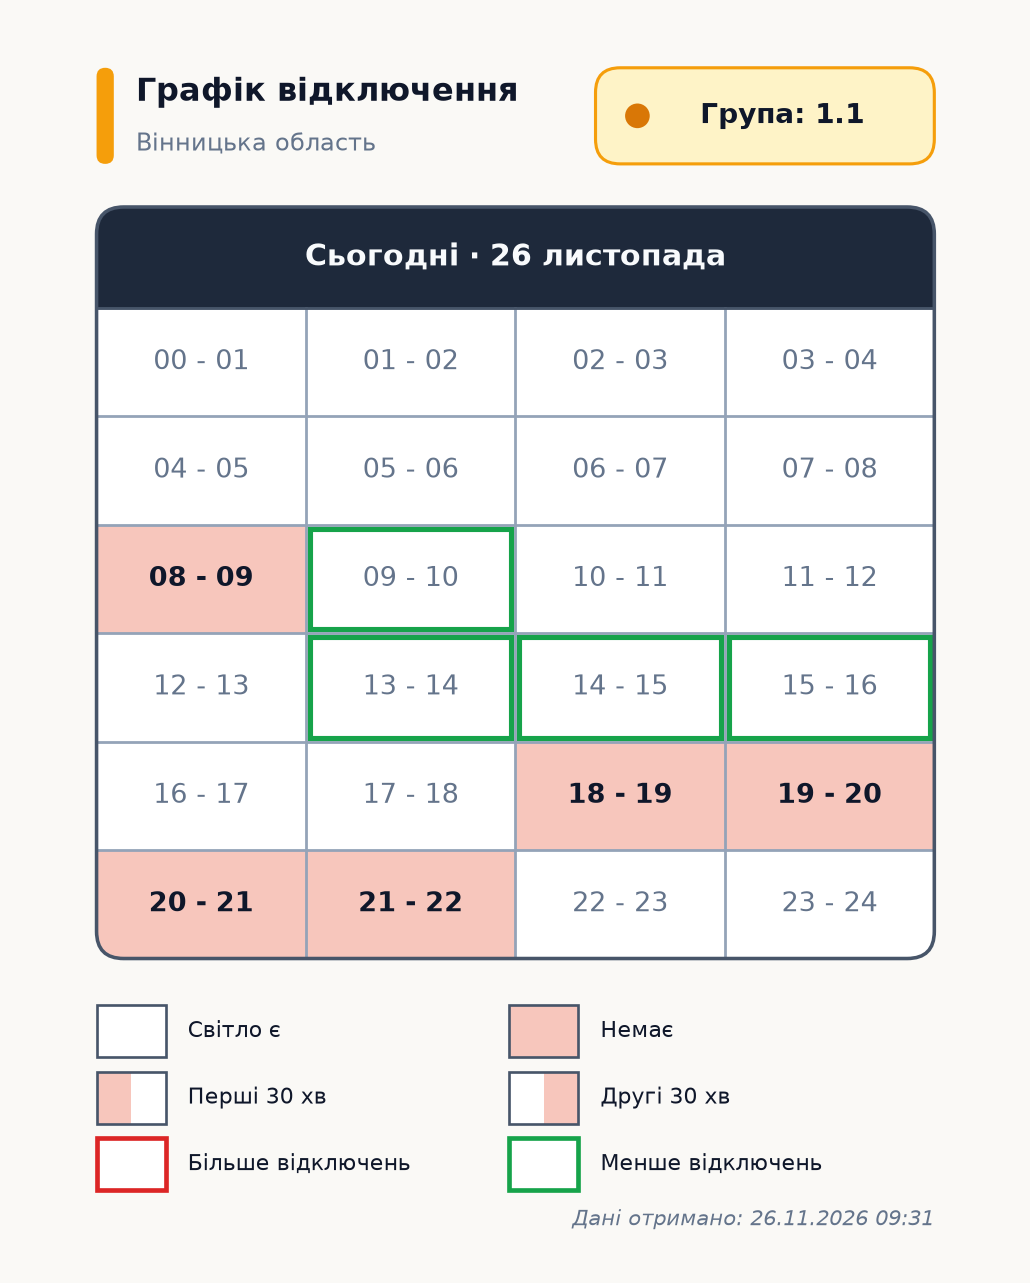 Графік відключення
Вінницька область
Група: 1.1
Сьогодні · 26 листопада
00 - 01 01 - 02 02 - 03 03 - 04
04 - 05 05 - 06 06 - 07 07 - 08
08 - 09 09 - 10 10 - 11 11 - 12
12 - 13 13 - 14 14 - 15 15 - 16
16 - 17 17 - 18 18 - 19 19 - 20
20 - 21 21 - 22 22 - 23 23 - 24
Світло є Немає
Перші 30 хв Другі 30 хв
Більше відключень Менше відключень
Дані отримано: 26.11.2026 09:31